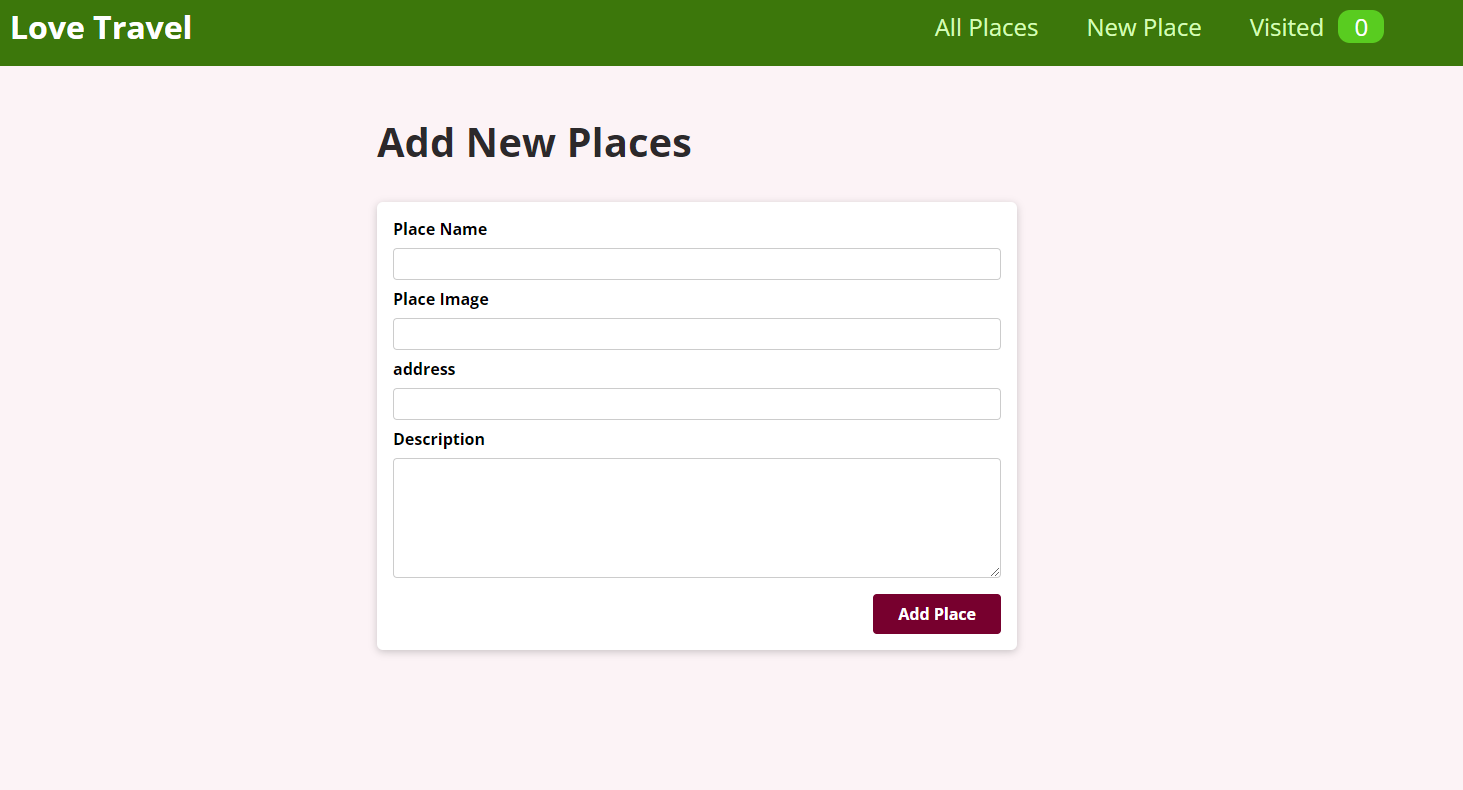 Love Travel
All Places New Place Visited 0
Add New Places
Place Name
Place Image
address
Description
Add Place